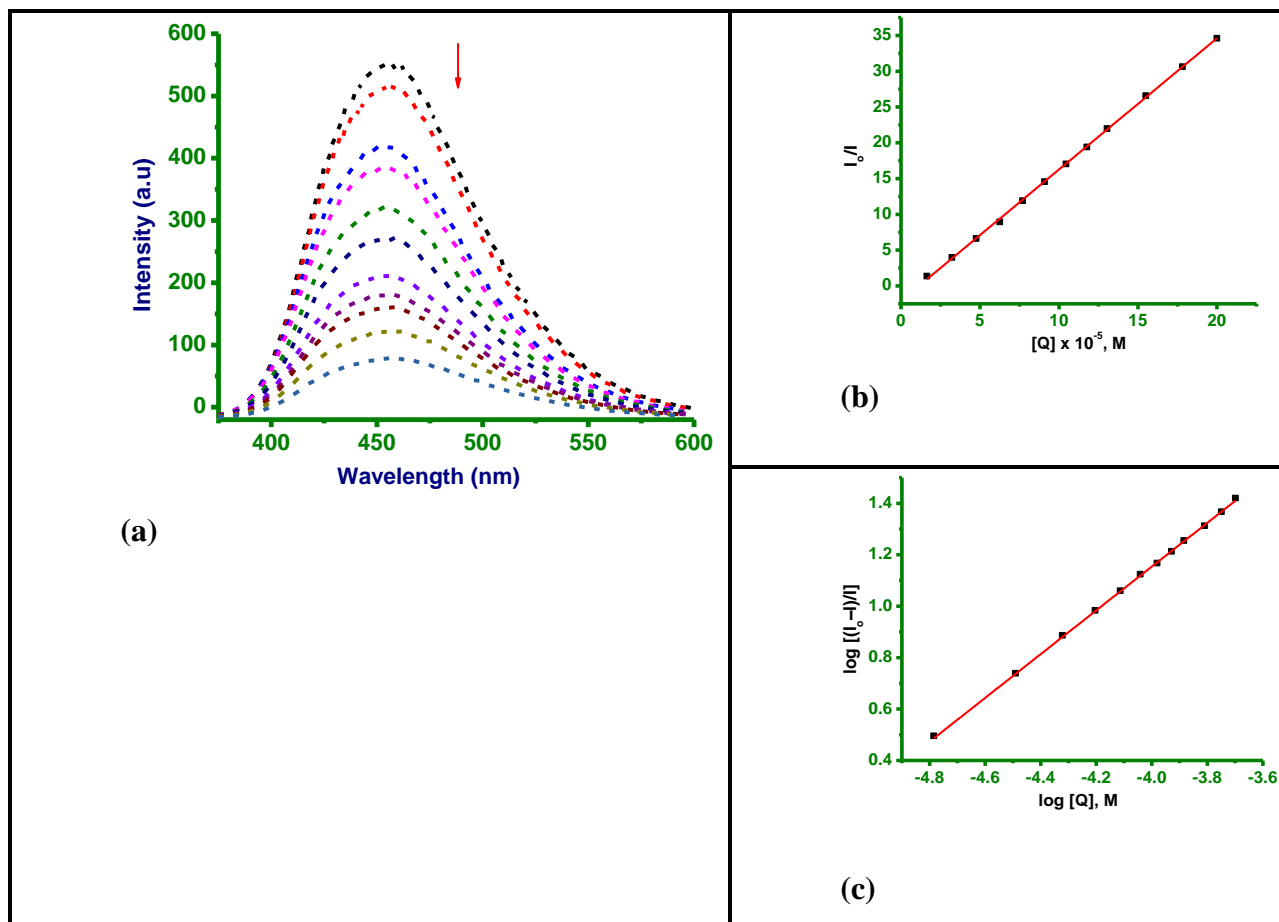 600
500
400
300
200
100
0
Intensity (a.u)
400 450 500 550 600
Wavelength (nm)
(a)
35
30
25
20
15
10
5
0
I₀/I
0 5 10 15 20
[Q] x 10⁻⁵, M
(b)
1.4
1.2
1.0
0.8
0.6
0.4
log [(I₀–I)/I]
-4.8 -4.6 -4.4 -4.2 -4.0 -3.8 -3.6
log [Q], M
(c)